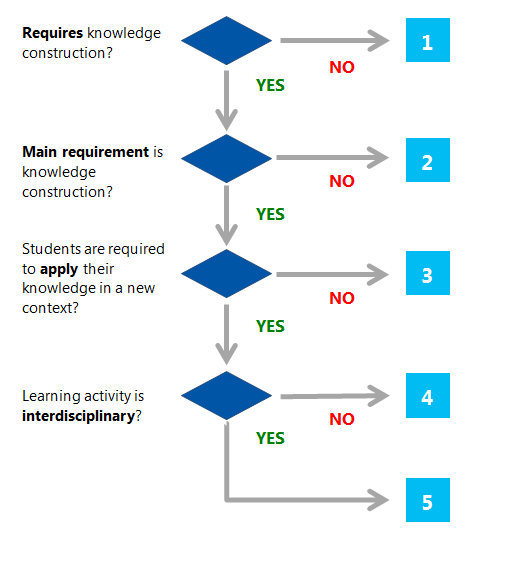 Requires knowledge
construction?
1
NO
YES
Main requirement is
knowledge
construction?
2
NO
YES
Students are required
to apply their
knowledge in a new
context?
3
NO
YES
Learning activity is
interdisciplinary?
4
NO
YES
5